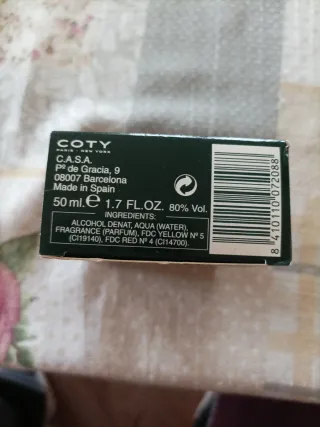 COTY
PARIS - NEW YORK
C.A.S.A.
Pº de Gracia, 9
08007 Barcelona
Made in Spain
50 ml. ℮ 1.7 FL.OZ. 80% Vol.
INGREDIENTS:
ALCOHOL DENAT, AQUA (WATER),
FRAGRANCE (PARFUM), FDC YELLOW Nº 5
(CI19140), FDC RED Nº 4 (CI14700).
8 410110 072088